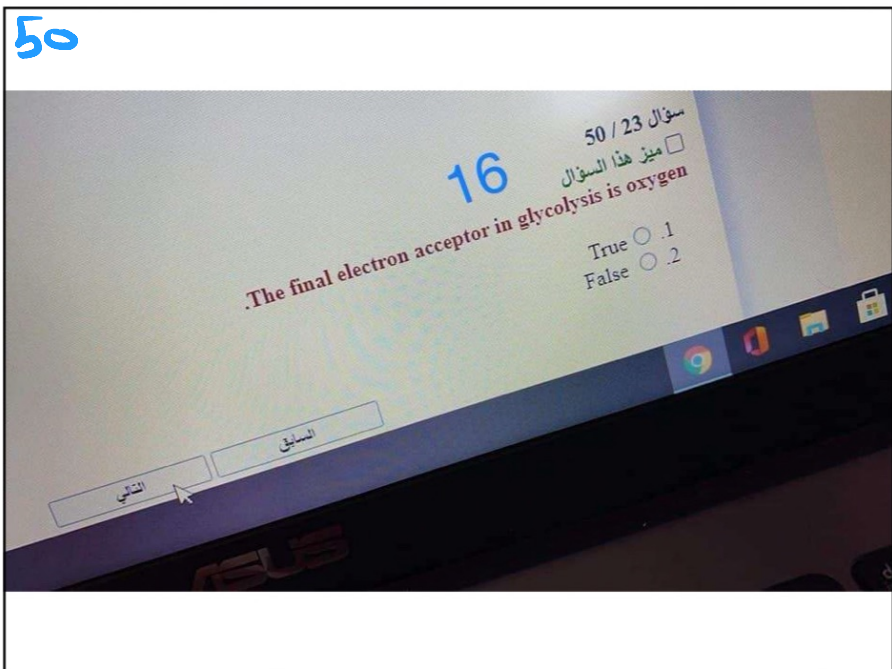 50
سؤال 23 / 50
ميز هذا السؤال
16
.The final electron acceptor in glycolysis is oxygen
True .1
False .2
السابق
التالي
ASUS